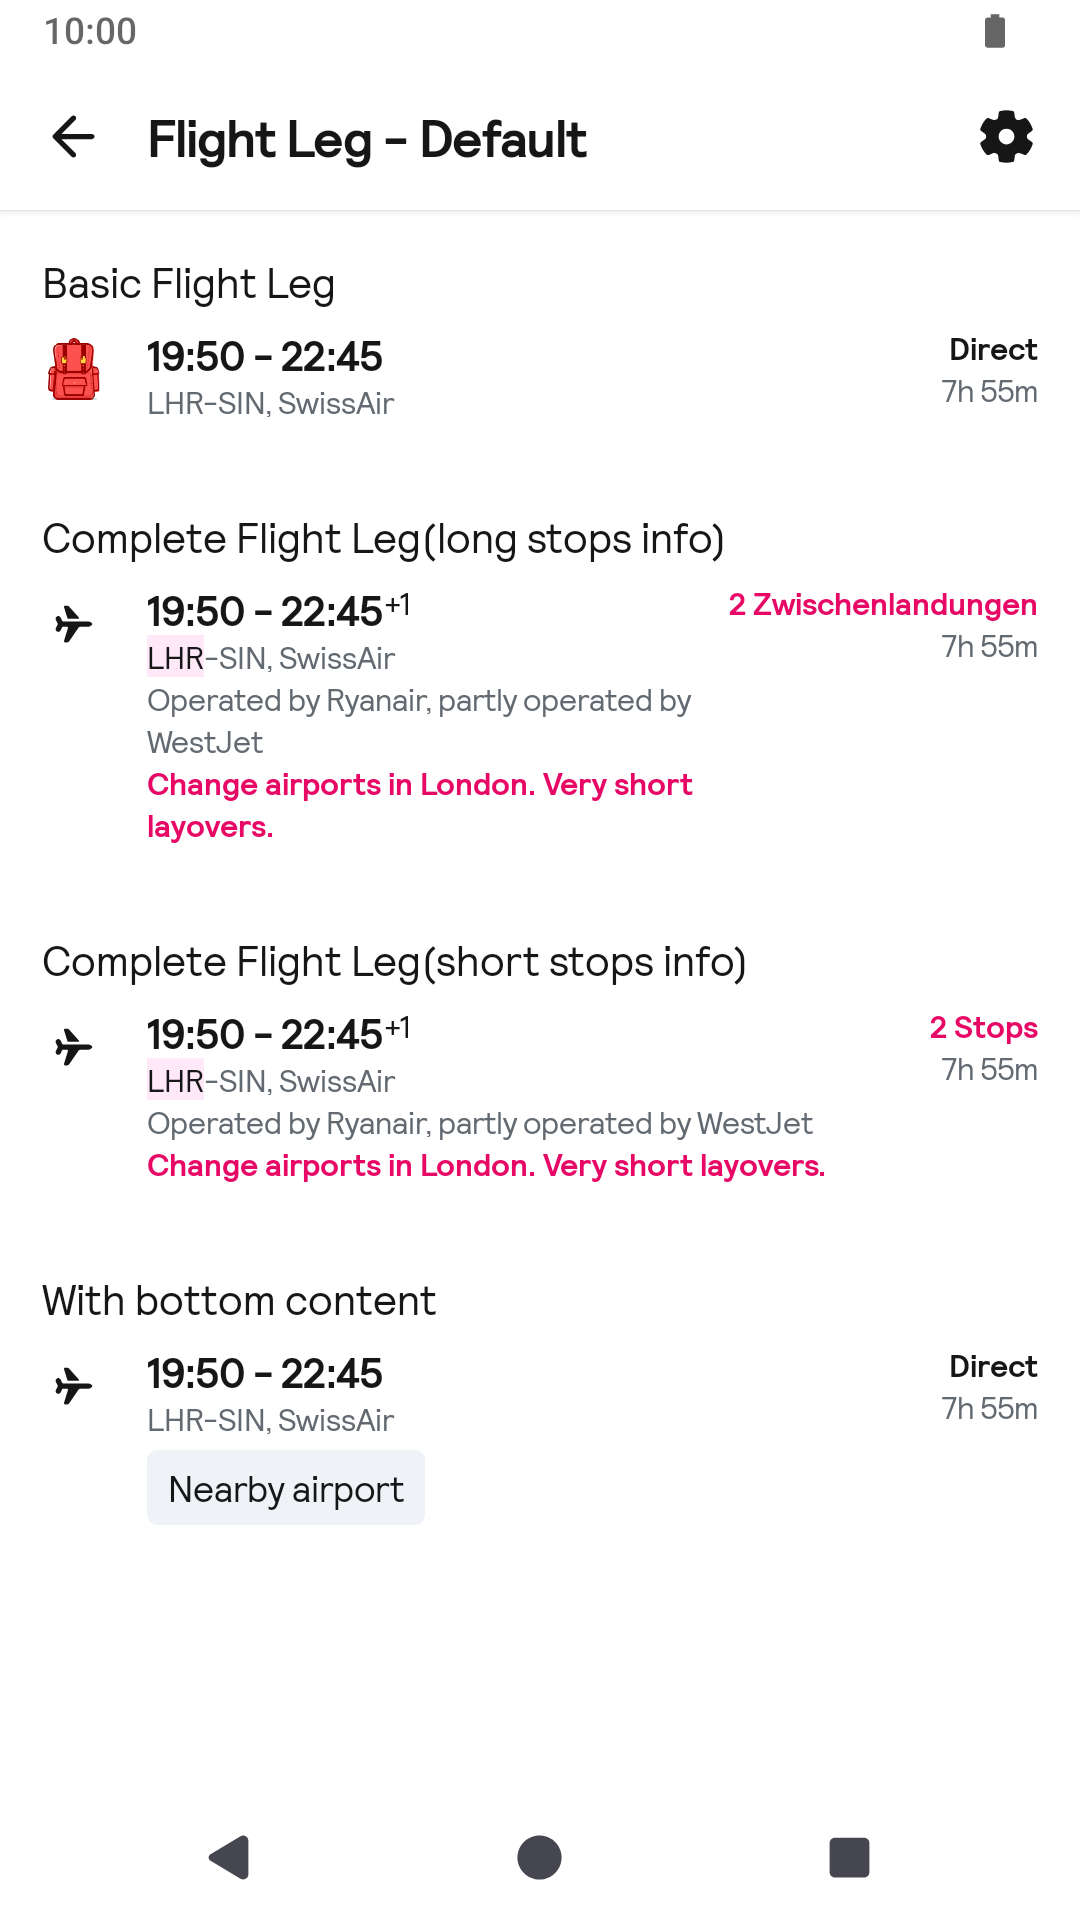 10:00
Flight Leg – Default
Basic Flight Leg
19:50 – 22:45
Direct
LHR-SIN, SwissAir
7h 55m
Complete Flight Leg(long stops info)
19:50 – 22:45+1
2 Zwischenlandungen
LHR-SIN, SwissAir
7h 55m
Operated by Ryanair, partly operated by
WestJet
Change airports in London. Very short
layovers.
Complete Flight Leg(short stops info)
19:50 – 22:45+1
2 Stops
LHR-SIN, SwissAir
7h 55m
Operated by Ryanair, partly operated by WestJet
Change airports in London. Very short layovers.
With bottom content
19:50 – 22:45
Direct
LHR-SIN, SwissAir
7h 55m
Nearby airport